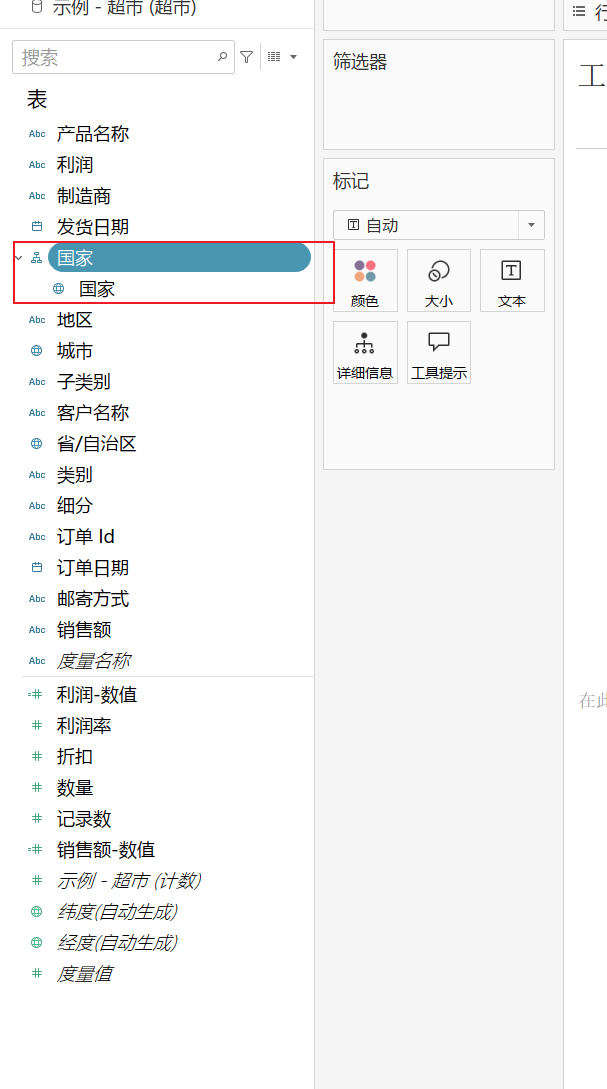 示例 - 超市 (超市)
搜索
表
Abc 产品名称
Abc 利润
Abc 制造商
发货日期
国家
国家
Abc 地区
城市
Abc 子类别
Abc 客户名称
省/自治区
Abc 类别
Abc 细分
Abc 订单 Id
订单日期
Abc 邮寄方式
Abc 销售额
Abc 度量名称
=# 利润-数值
# 利润率
# 折扣
# 数量
# 记录数
=# 销售额-数值
# 示例 - 超市 (计数)
纬度(自动生成)
经度(自动生成)
# 度量值
筛选器
标记
自动
颜色
大小
文本
详细信息
工具提示
行
工
在此